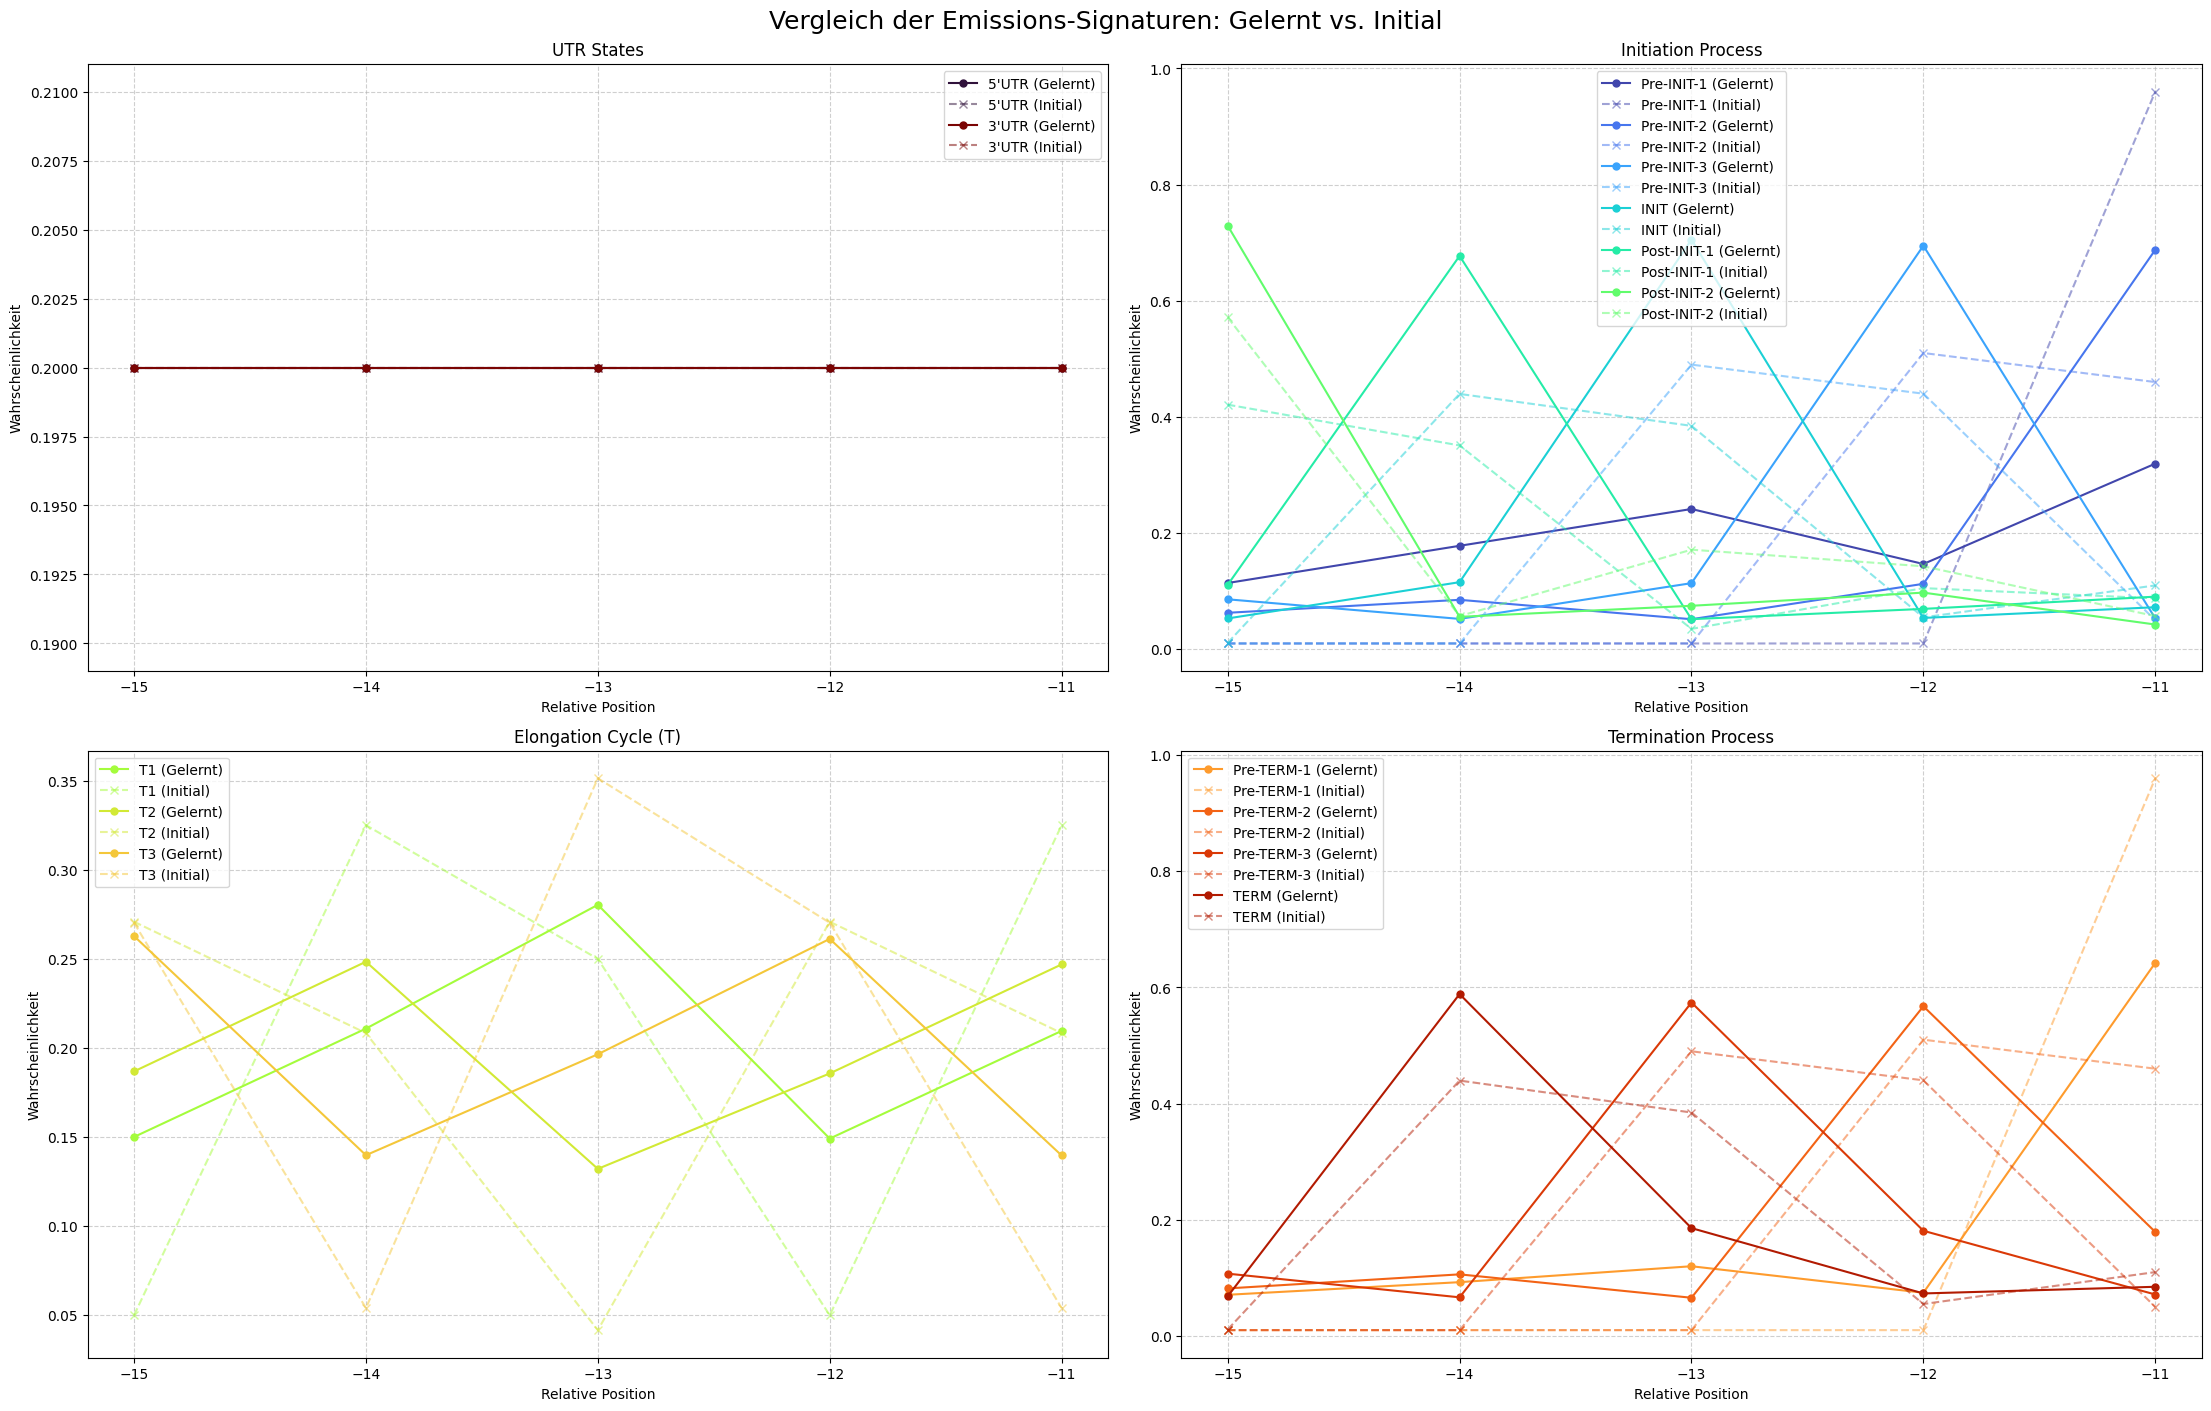 Vergleich der Emissions-Signaturen: Gelernt vs. Initial
UTR States
0.2100
0.2075
0.2050
0.2025
0.2000
0.1975
0.1950
0.1925
0.1900
Wahrscheinlichkeit
5'UTR (Gelernt)
5'UTR (Initial)
3'UTR (Gelernt)
3'UTR (Initial)
−15 −14 −13 −12 −11
Relative Position
Initiation Process
1.0
0.8
0.6
0.4
0.2
0.0
Wahrscheinlichkeit
Pre-INIT-1 (Gelernt)
Pre-INIT-1 (Initial)
Pre-INIT-2 (Gelernt)
Pre-INIT-2 (Initial)
Pre-INIT-3 (Gelernt)
Pre-INIT-3 (Initial)
INIT (Gelernt)
INIT (Initial)
Post-INIT-1 (Gelernt)
Post-INIT-1 (Initial)
Post-INIT-2 (Gelernt)
Post-INIT-2 (Initial)
−15 −14 −13 −12 −11
Relative Position
Elongation Cycle (T)
0.35
0.30
0.25
0.20
0.15
0.10
0.05
Wahrscheinlichkeit
T1 (Gelernt)
T1 (Initial)
T2 (Gelernt)
T2 (Initial)
T3 (Gelernt)
T3 (Initial)
−15 −14 −13 −12 −11
Relative Position
Termination Process
1.0
0.8
0.6
0.4
0.2
0.0
Wahrscheinlichkeit
Pre-TERM-1 (Gelernt)
Pre-TERM-1 (Initial)
Pre-TERM-2 (Gelernt)
Pre-TERM-2 (Initial)
Pre-TERM-3 (Gelernt)
Pre-TERM-3 (Initial)
TERM (Gelernt)
TERM (Initial)
−15 −14 −13 −12 −11
Relative Position